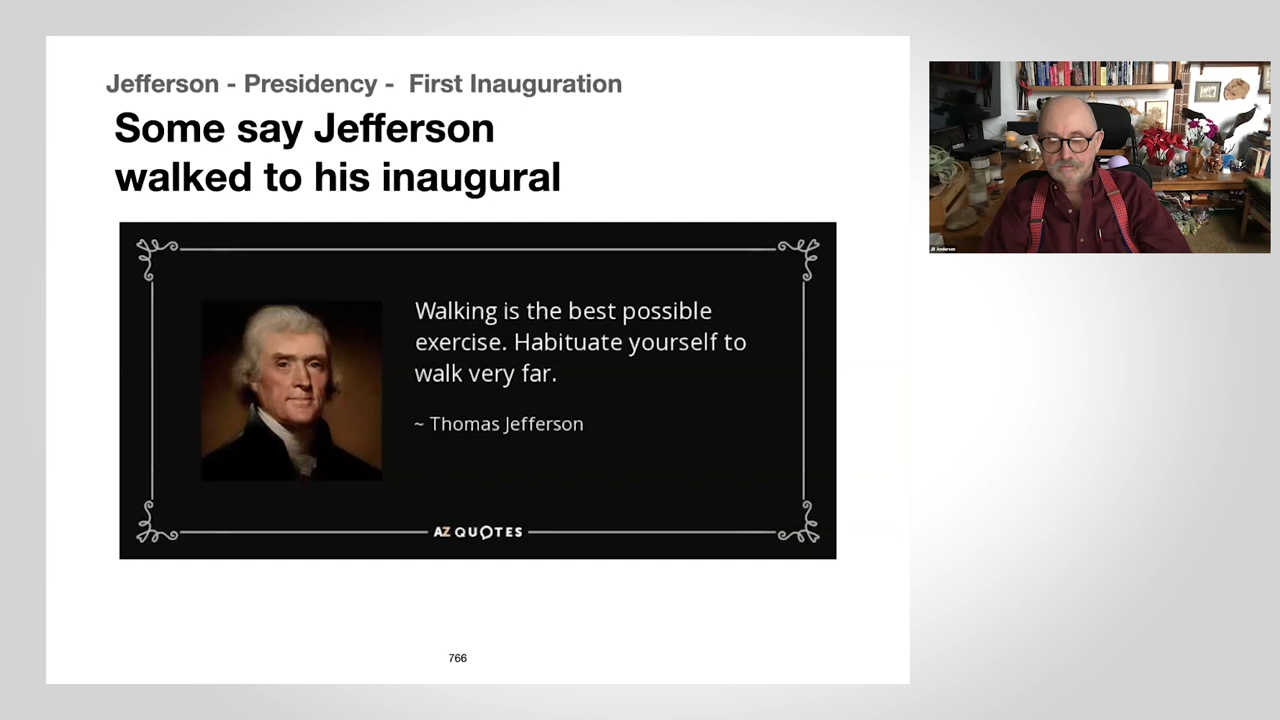 Jefferson - Presidency -  First Inauguration
Some say Jefferson
walked to his inaugural
Walking is the best possible
exercise. Habituate yourself to
walk very far.
~ Thomas Jefferson
AZ QUOTES
766